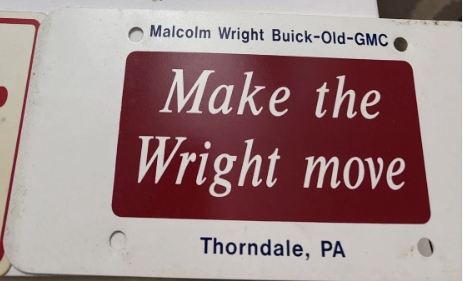 Malcolm Wright Buick-Old-GMC
Make the
Wright move
Thorndale, PA